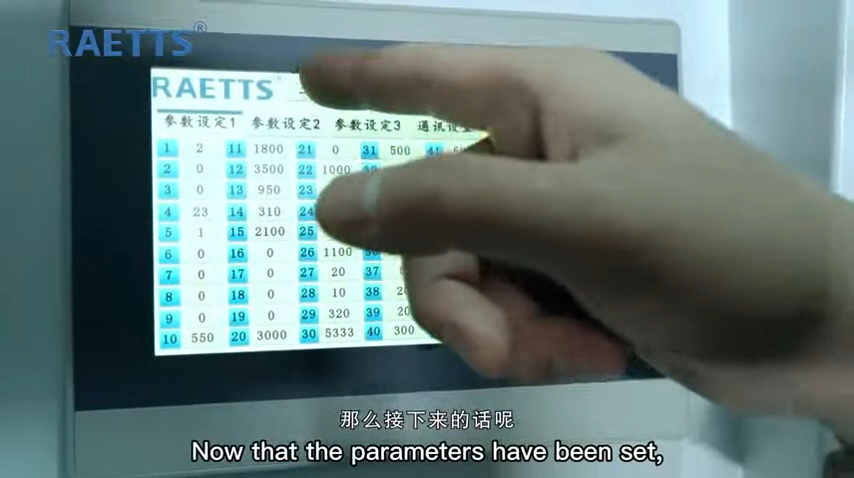 RAETTS®
RAETTS
参数设定1 参数设定2 参数设定3 通讯设置
1 2 11 1800 21 0 31 500 41
2 0 12 3500 22 1000
3 0 13 950 23
4 23 14 310 24
5 1 15 2100 25
6 0 16 0 26 1100
7 0 17 0 27 20 37
8 0 18 0 28 10 38
9 0 19 0 29 320 39
10 550 20 3000 30 5333 40 300
那么接下来的话呢
Now that the parameters have been set,